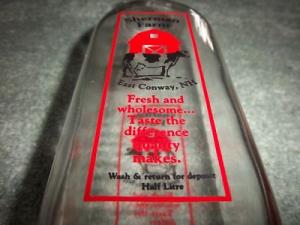 Sherman
Farm
East Conway, NH
Fresh and
wholesome...
Taste the
difference
quality
makes.
Wash & return for deposit
Half Litre